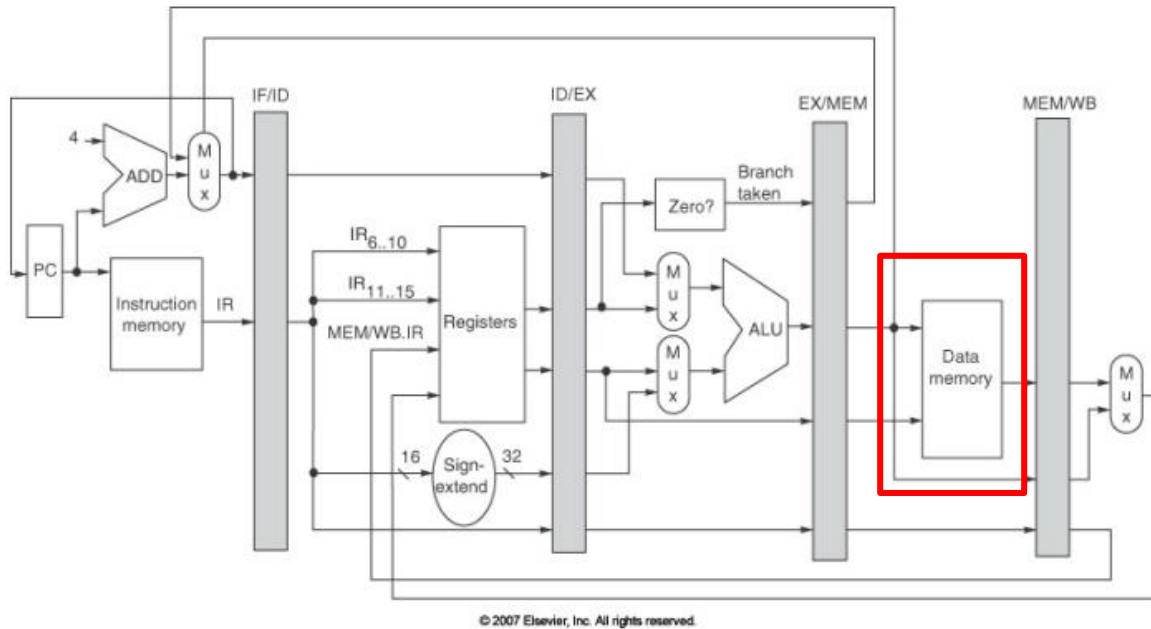 IF/ID
ID/EX
EX/MEM
MEM/WB
4
ADD
M
u
x
Branch
taken
Zero?
PC
Instruction
memory
IR
IR6..10
IR11..15
MEM/WB.IR
Registers
M
u
x
M
u
x
ALU
Data
memory
M
u
x
16
Sign-
extend
32
© 2007 Elsevier, Inc. All rights reserved.